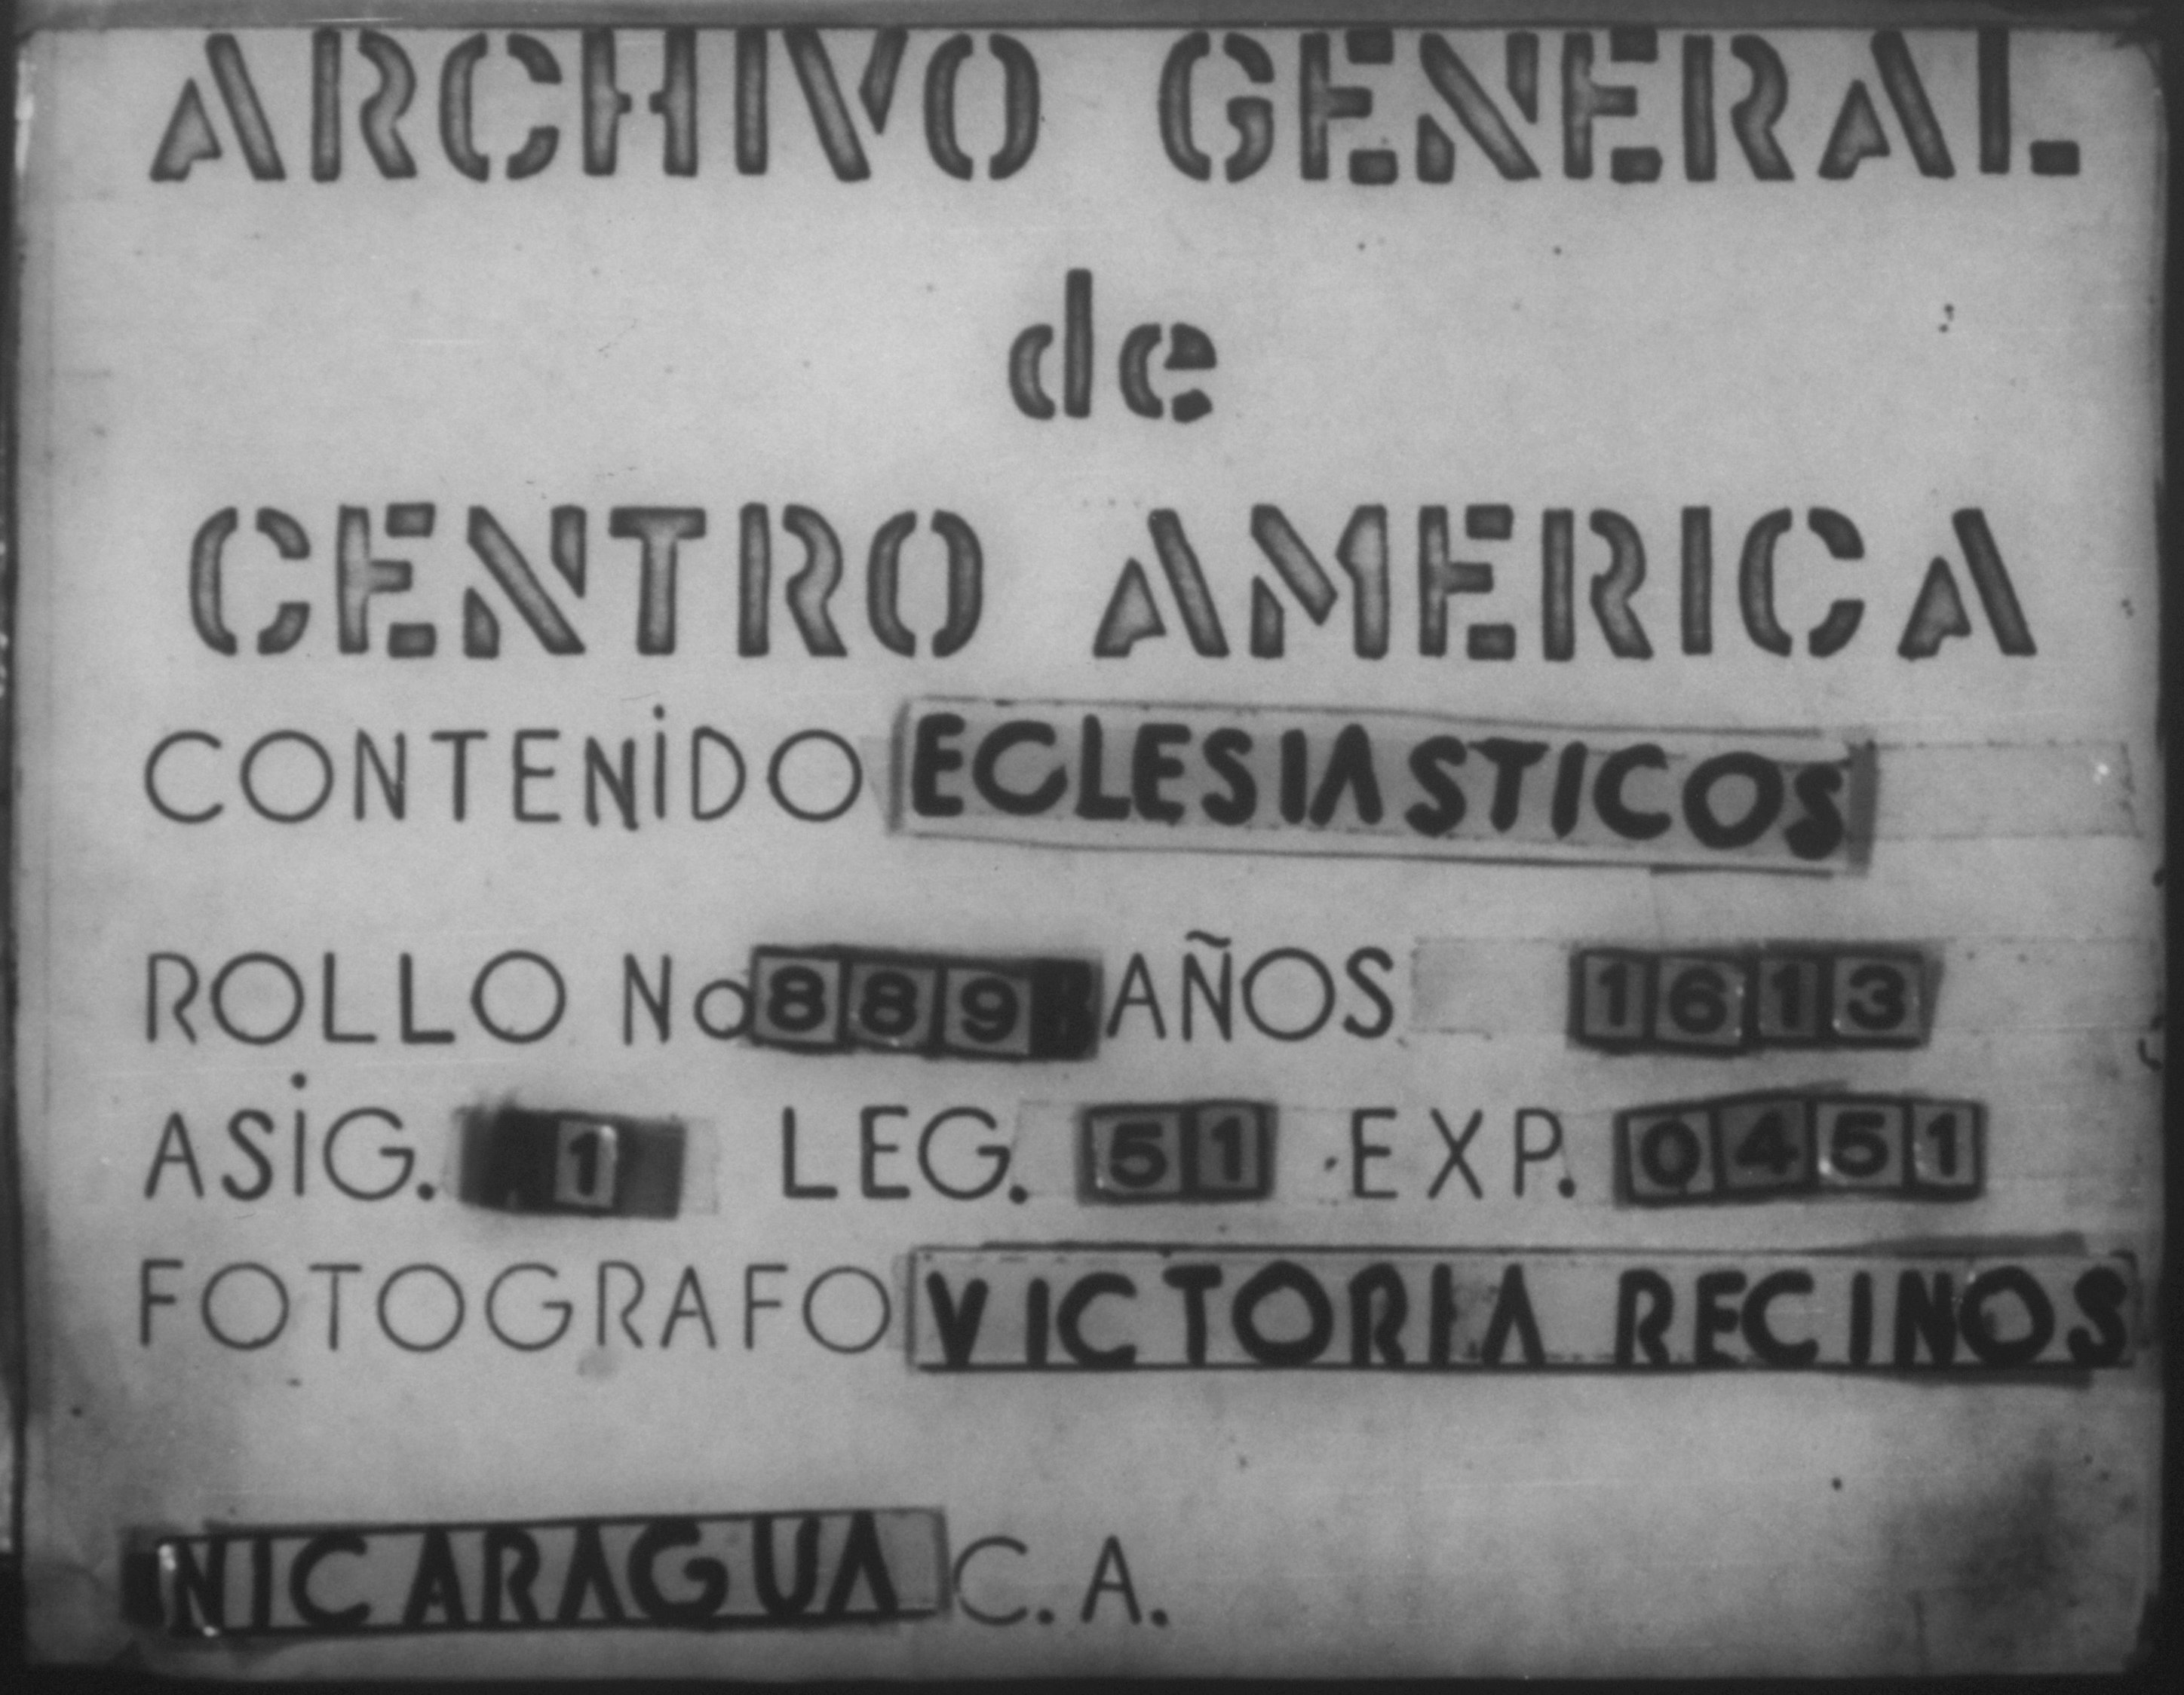 ARCHIVO GENERAL
de
CENTRO AMERICA
CONTENIDO ECLESIASTICOS
ROLLO No 889 AÑOS 1613
ASIG. 1 LEG. 51 EXP. 0451
FOTOGRAFO VICTORIA RECINOS
NICARAGUA C.A.